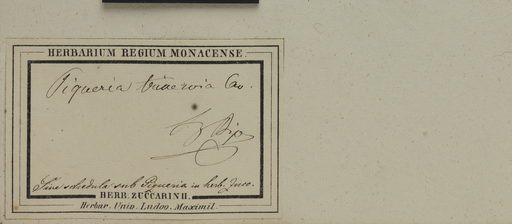 HERBARIUM REGIUM MONACENSE.
Piqueria trinervia Cav.
Sine schedula sub Piqueria in herb. Zucc.
HERB. ZUCCARINII.
Herbar. Univ. Ludov. Maximil.